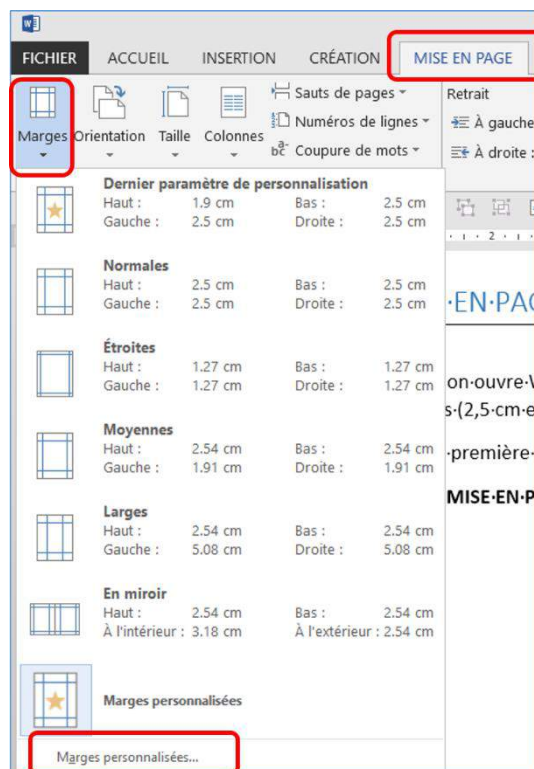 FICHIER ACCUEIL INSERTION CRÉATION MISE EN PAGE
Marges Orientation Taille Colonnes
Sauts de pages
Numéros de lignes
Coupure de mots
Retrait
À gauche
À droite :
Dernier paramètre de personnalisation
Haut : 1.9 cm Bas : 2.5 cm
Gauche : 2.5 cm Droite : 2.5 cm
Normales
Haut : 2.5 cm Bas : 2.5 cm
Gauche : 2.5 cm Droite : 2.5 cm
Étroites
Haut : 1.27 cm Bas : 1.27 cm
Gauche : 1.27 cm Droite : 1.27 cm
Moyennes
Haut : 2.54 cm Bas : 2.54 cm
Gauche : 1.91 cm Droite : 1.91 cm
Larges
Haut : 2.54 cm Bas : 2.54 cm
Gauche : 5.08 cm Droite : 5.08 cm
En miroir
Haut : 2.54 cm Bas : 2.54 cm
À l'intérieur : 3.18 cm À l'extérieur : 2.54 cm
Marges personnalisées
Marges personnalisées...
2
·EN·PA
on·ouvre·
s·(2,5·cm·e
·première·
MISE·EN·P